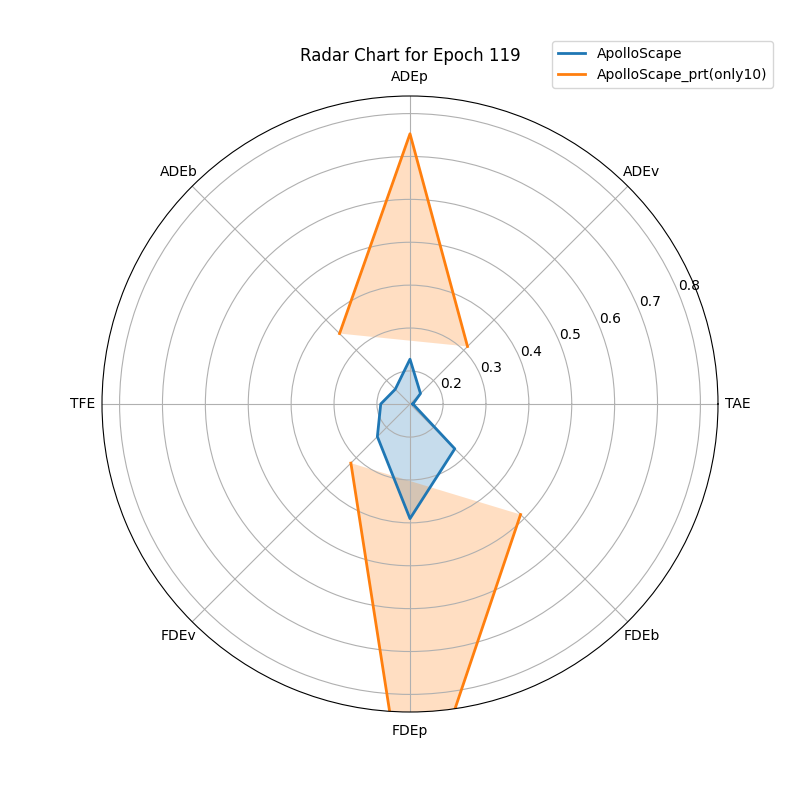 Radar Chart for Epoch 119
ApolloScape
ApolloScape_prt(only10)
ADEp
ADEb
ADEv
0.8
0.7
0.6
0.5
0.4
0.3
0.2
TFE
TAE
FDEv
FDEb
FDEp